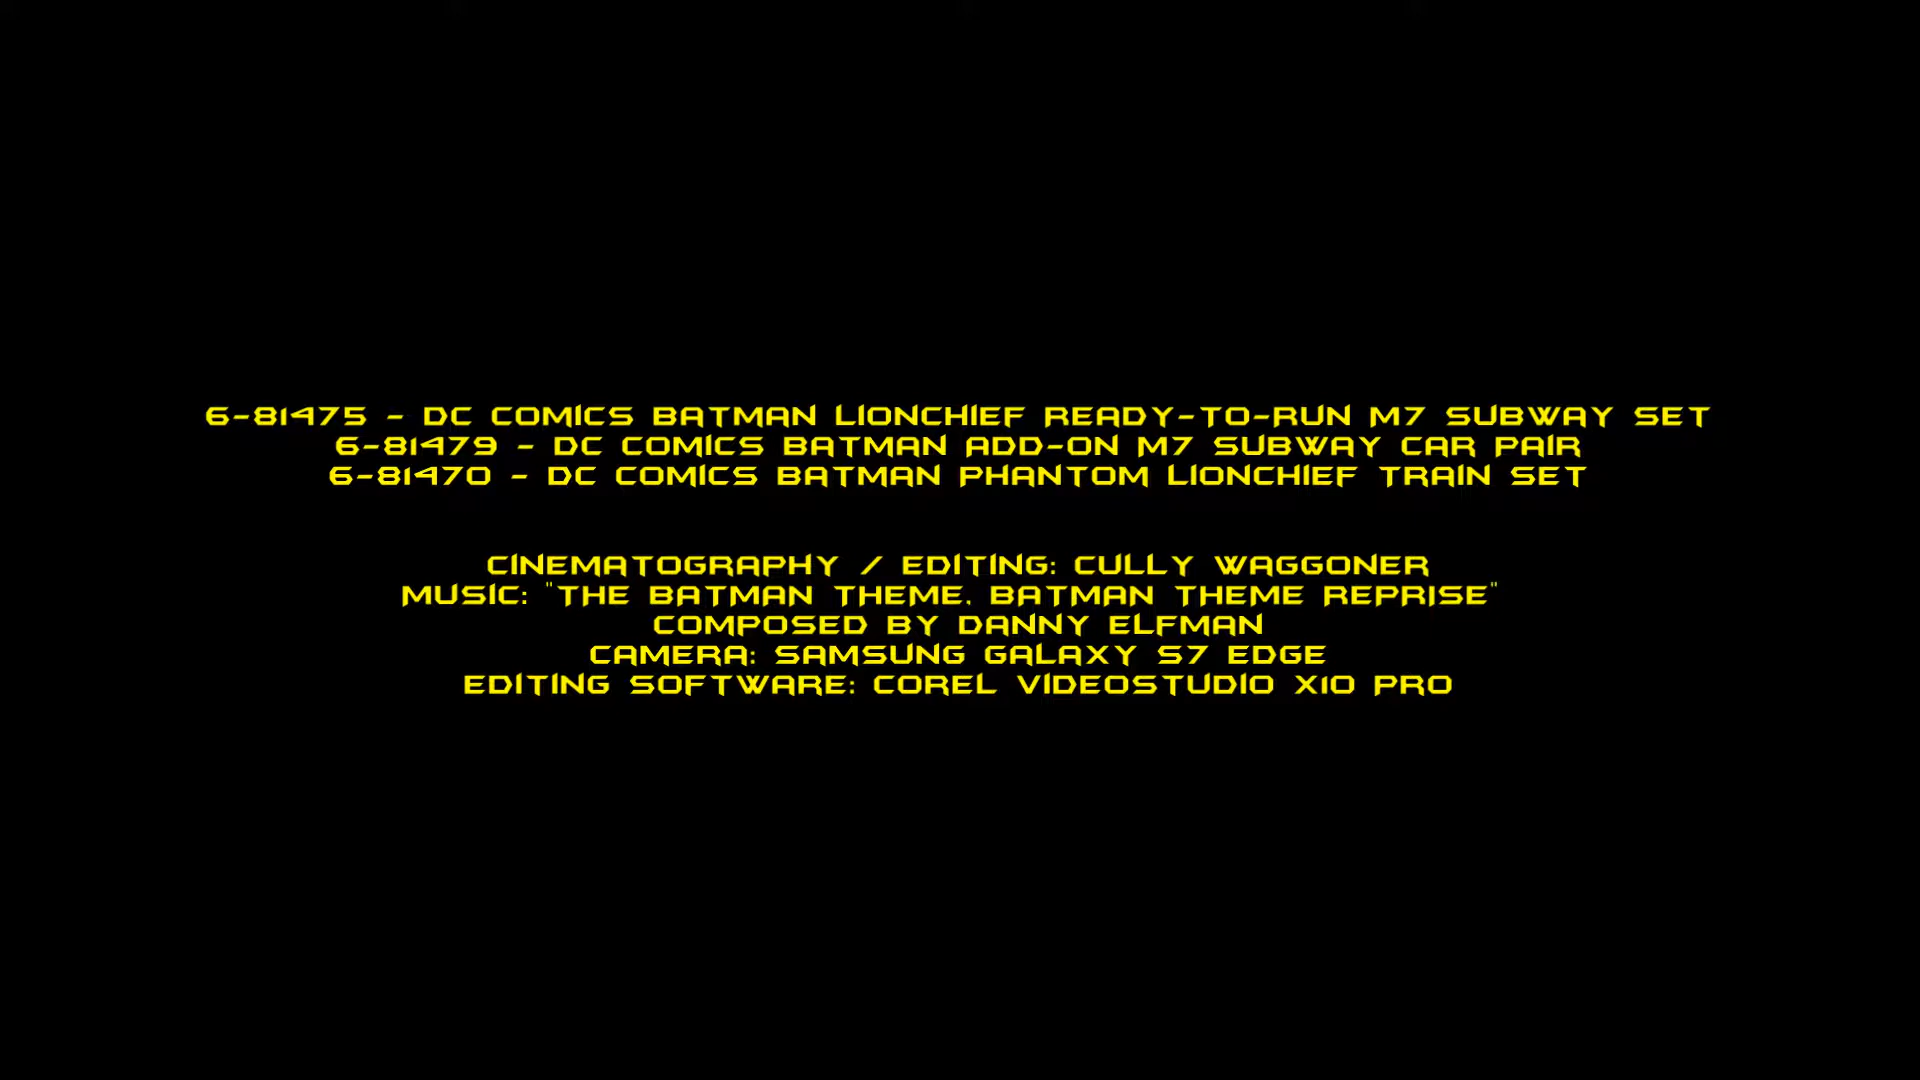 6-81475 - DC COMICS BATMAN LIONCHIEF READY-TO-RUN M7 SUBWAY SET
6-81479 - DC COMICS BATMAN ADD-ON M7 SUBWAY CAR PAIR
6-81470 - DC COMICS BATMAN PHANTOM LIONCHIEF TRAIN SET
CINEMATOGRAPHY / EDITING: CULLY WAGGONER
MUSIC: "THE BATMAN THEME. BATMAN THEME REPRISE"
COMPOSED BY DANNY ELFMAN
CAMERA: SAMSUNG GALAXY S7 EDGE
EDITING SOFTWARE: COREL VIDEOSTUDIO X10 PRO